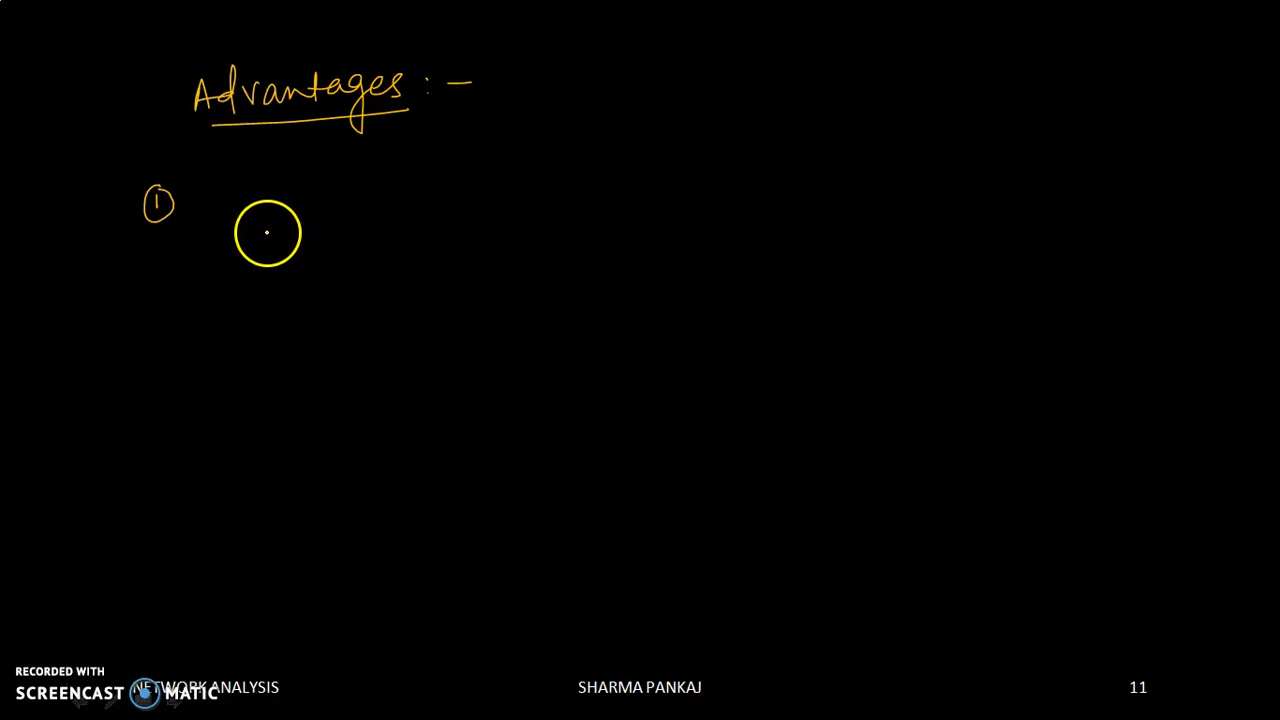 Advantages : -
①
RECORDED WITH
SCREENCAST MATIC
NETWORK ANALYSIS
SHARMA PANKAJ
11